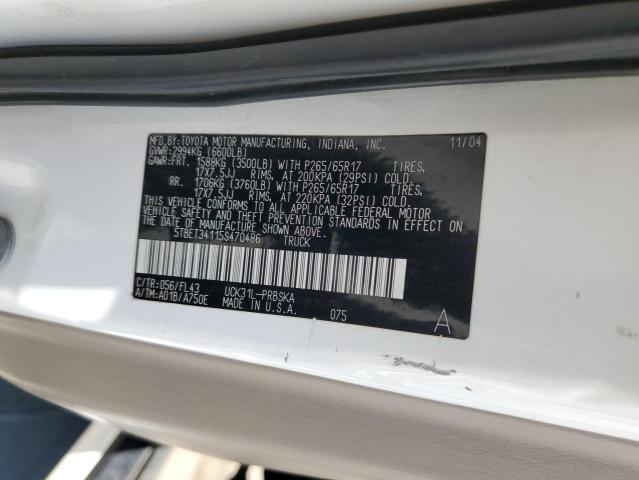 MFD.BY:TOYOTA MOTOR MANUFACTURING, INDIANA, INC. 11/04
GVWR:2994KG (6600LB)
GAWR:FRT. 1588KG (3500LB) WITH P265/65R17 TIRES,
17X7.5JJ RIMS, AT 200KPA (29PSI) COLD.
RR. 1706KG (3760LB) WITH P265/65R17 TIRES,
17X7.5JJ RIMS, AT 220KPA (32PSI) COLD.
THIS VEHICLE CONFORMS TO ALL APPLICABLE FEDERAL MOTOR
VEHICLE SAFETY AND THEFT PREVENTION STANDARDS IN EFFECT
ON THE DATE OF MANUFACTURE SHOWN ABOVE.
5TBET34115S470486 TRUCK
C/TR:056/FL43 UCK31L-PRBSKA
A/TM:A01B/A750E MADE IN U.S.A. 075 A